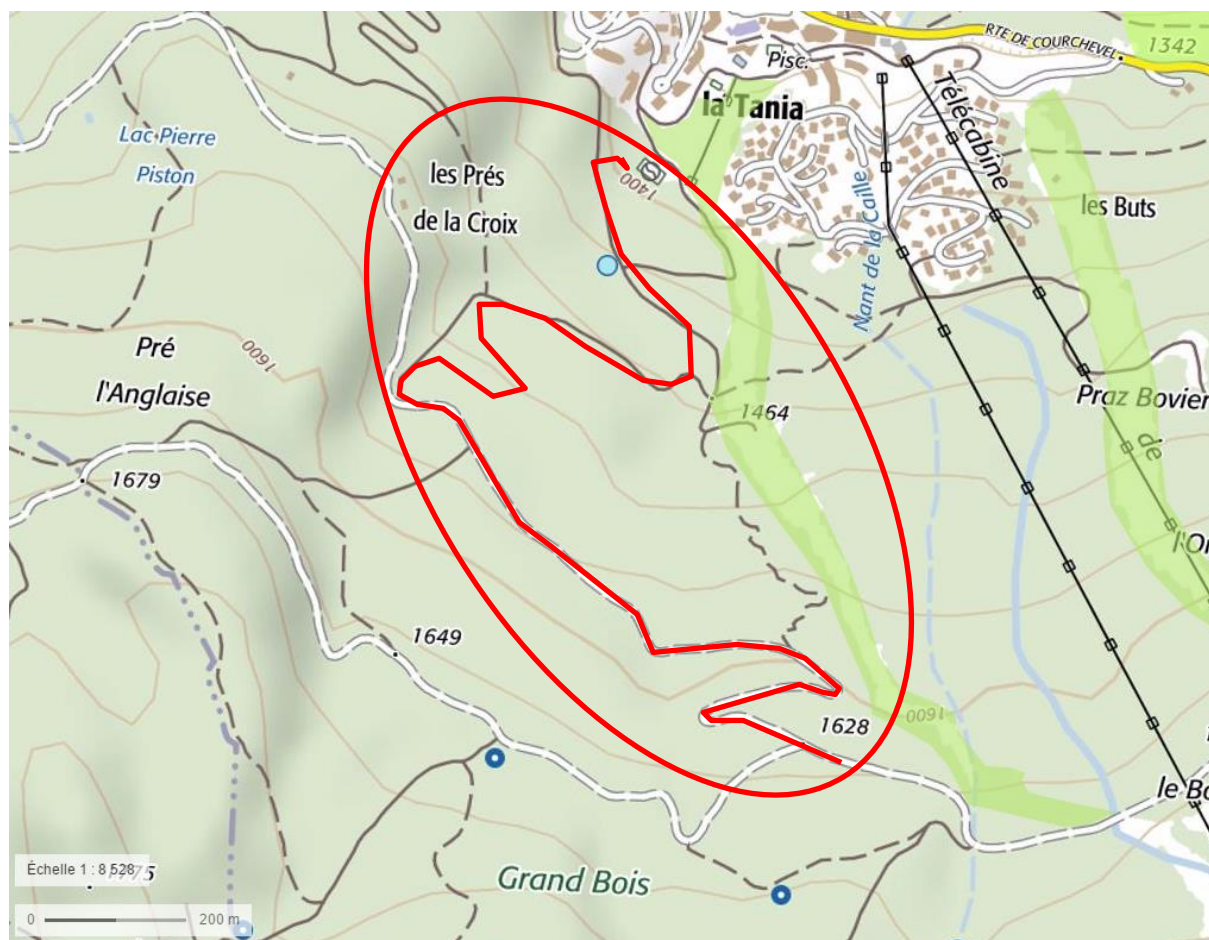 RTE DE COURCHEVEL
1342
Pisc.
la Tania
Télécabine
Lac Pierre
Piston
les Prés
de la Croix
1400
Nant de la Caille
les Buts
Pré
l'Anglaise
1600
1464
Praz Bovier
de
1679
l'Or
1649
1628
1600
le Bo
Grand Bois
Échelle 1 : 8 528
1775
0
200 m